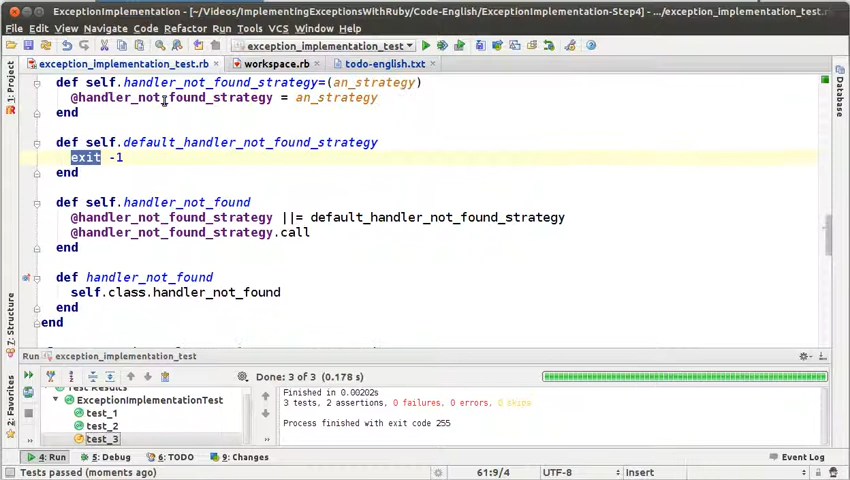 ExceptionImplementation - [~/Videos/ImplementingExceptionsWithRuby/Code-English/ExceptionImplementation-Step4] - .../exception_implementation_test.r
File Edit View Navigate Code Refactor Run Tools VCS Window Help
exception_implementation_test
exception_implementation_test.rb workspace.rb todo-english.txt
def self.handler_not_found_strategy=(an_strategy)
@handler_not_found_strategy = an_strategy
end
def self.default_handler_not_found_strategy
exit -1
end
def self.handler_not_found
@handler_not_found_strategy ||= default_handler_not_found_strategy
@handler_not_found_strategy.call
end
def handler_not_found
self.class.handler_not_found
end
end
1: Project
7: Structure
2: Favorites
Database
Run exception_implementation_test
Done: 3 of 3 (0.178 s)
Test Results
ExceptionImplementationTest
test_1
test_2
test_3
Finished in 0.00202s
3 tests, 2 assertions, 0 failures, 0 errors, 0 skips
Process finished with exit code 255
4: Run 5: Debug 6: TODO 9: Changes Event Log
Tests passed (moments ago) 61:9/4 UTF-8 Insert